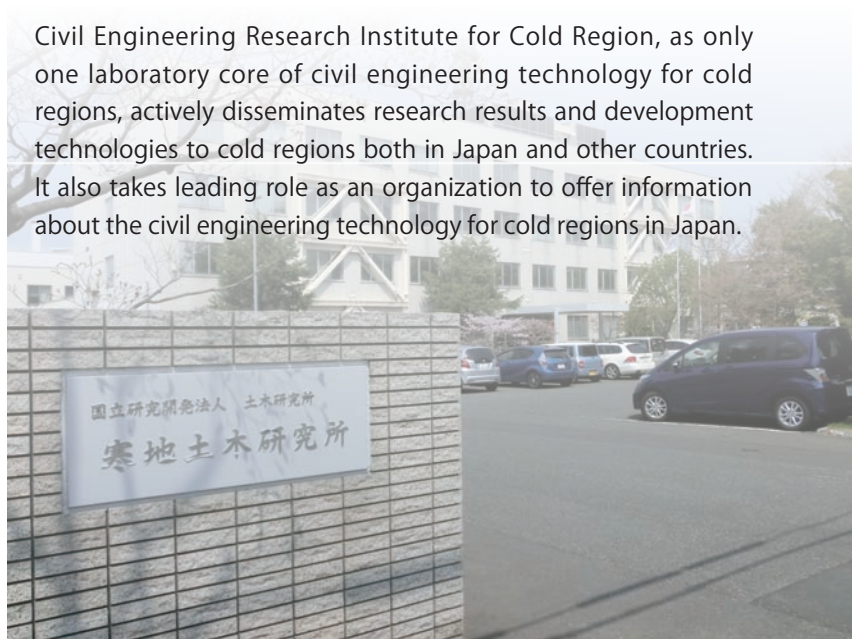 Civil Engineering Research Institute for Cold Region, as only
one laboratory core of civil engineering technology for cold
regions, actively disseminates research results and development
technologies to cold regions both in Japan and other countries.
It also takes leading role as an organization to offer information
about the civil engineering technology for cold regions in Japan.
国立研究開発法人 土木研究所
寒地土木研究所